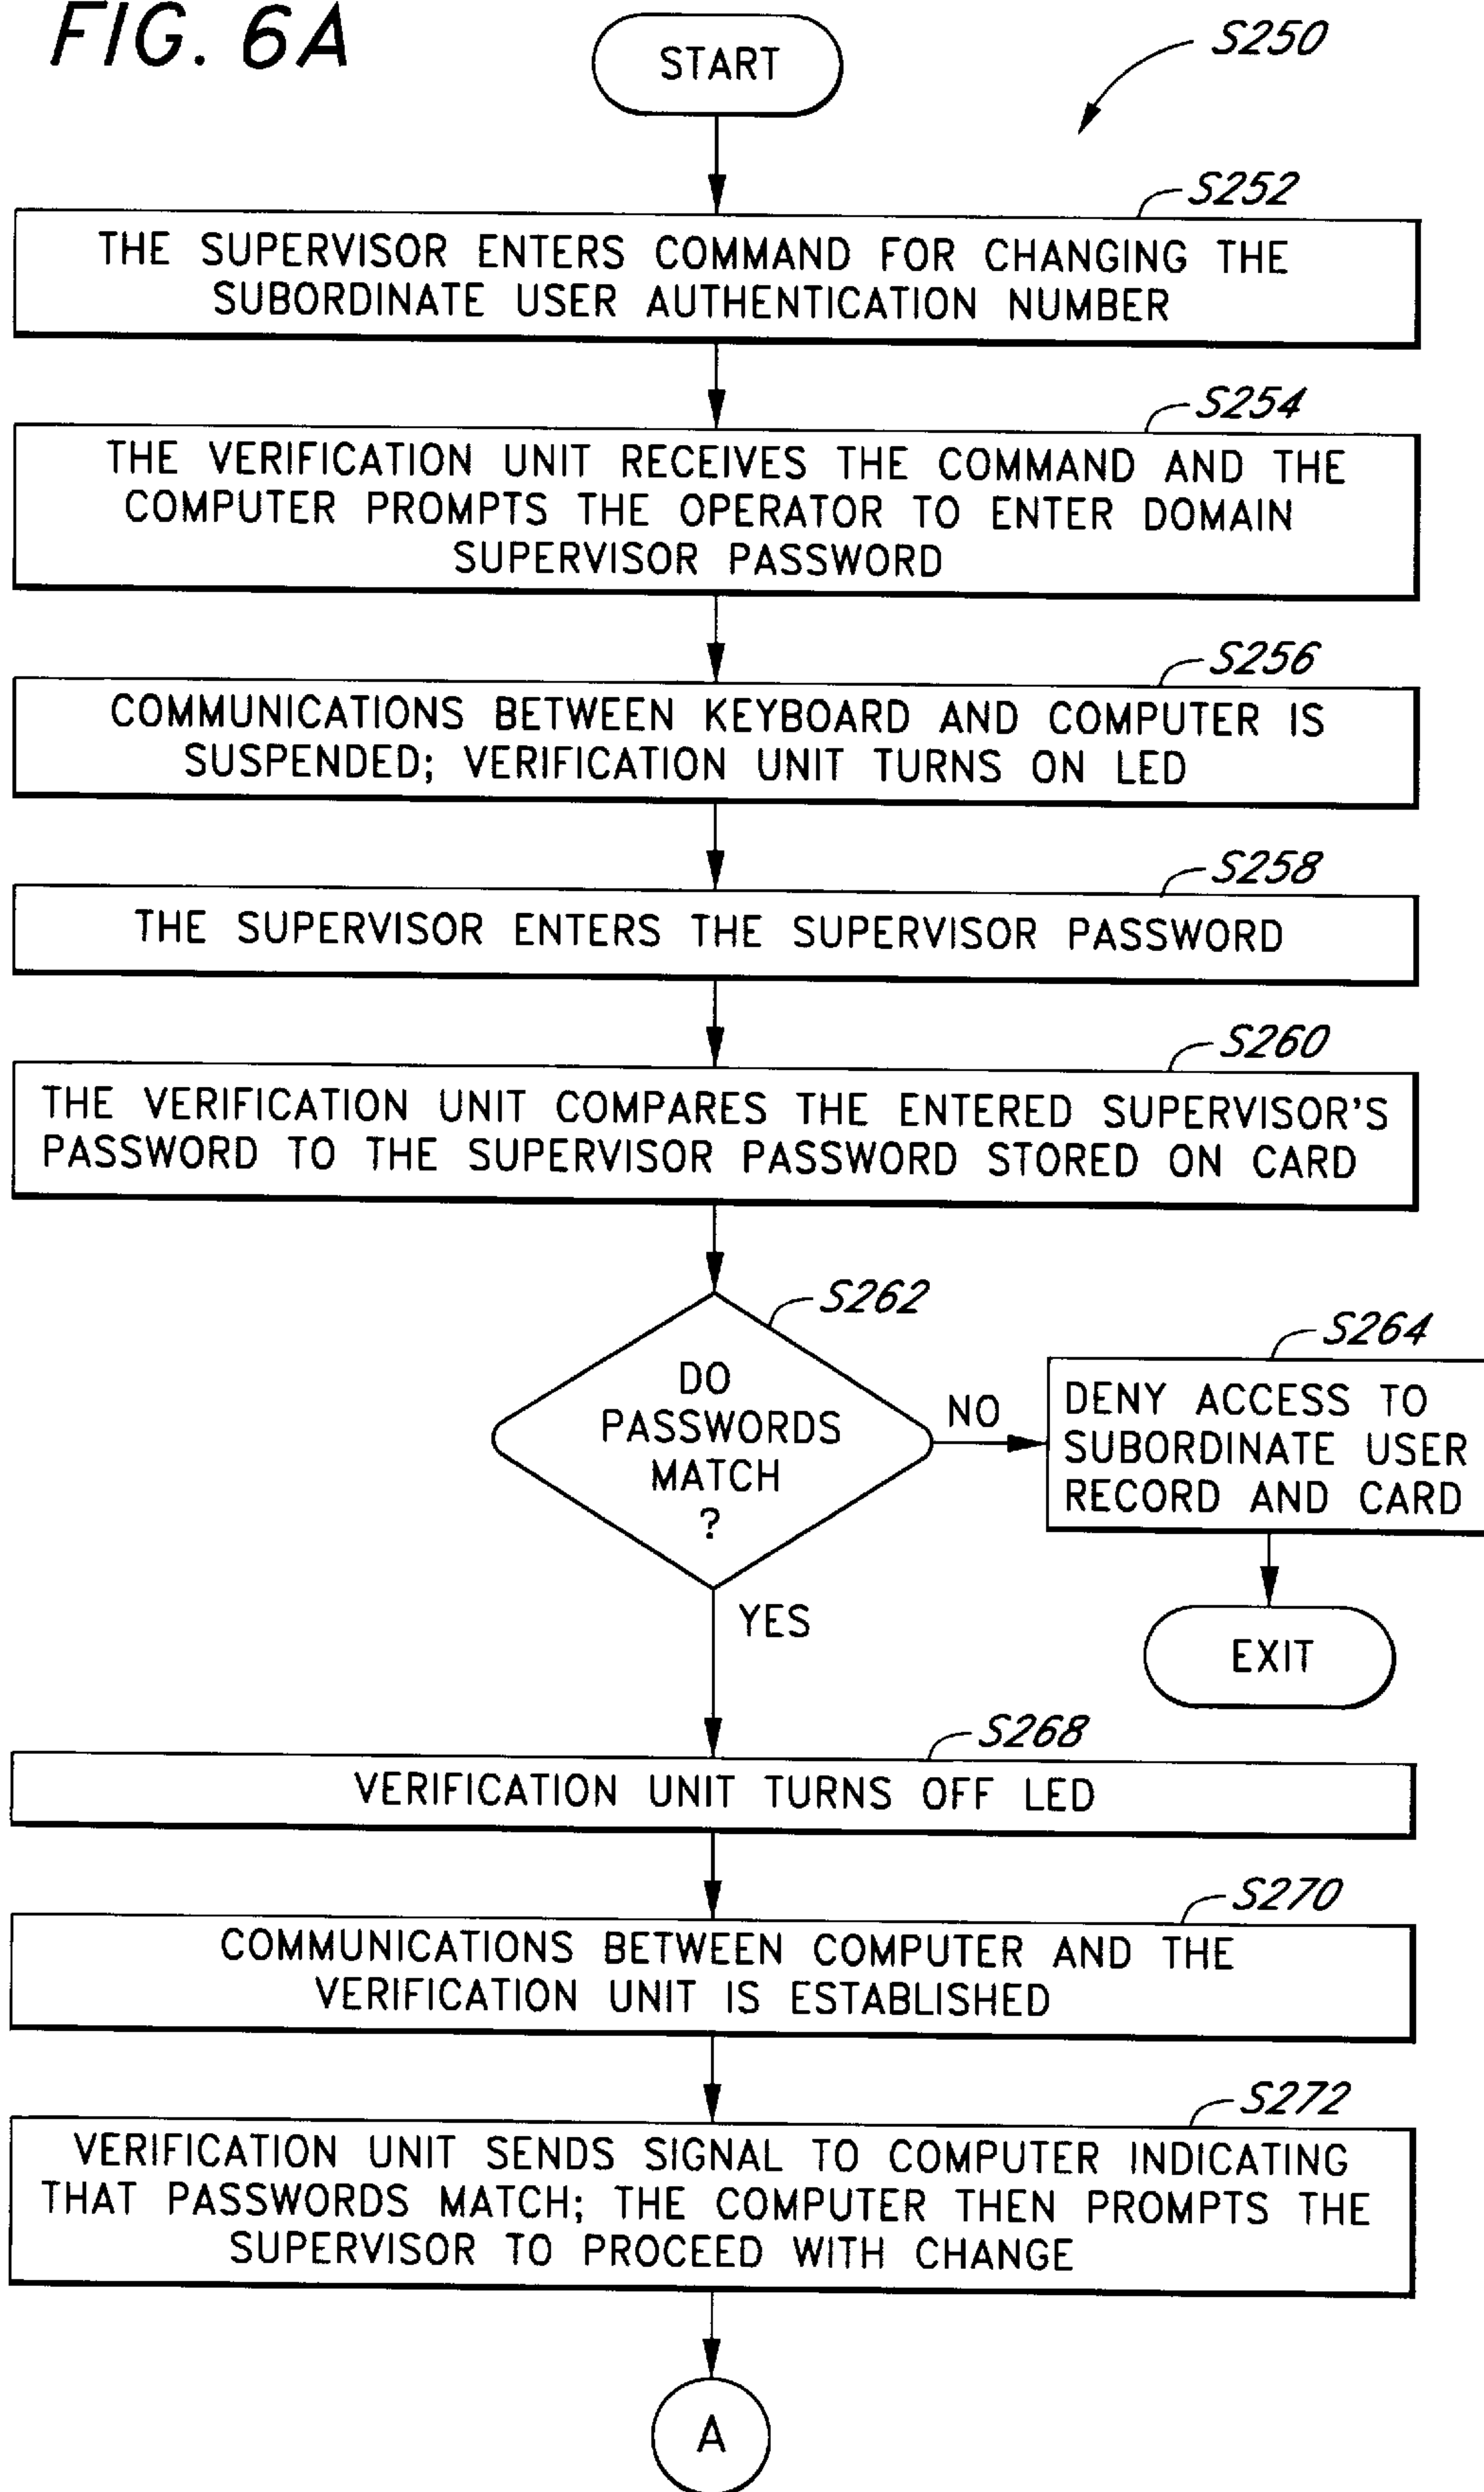 FIG. 6A
START
S250
S252
THE SUPERVISOR ENTERS COMMAND FOR CHANGING THE
SUBORDINATE USER AUTHENTICATION NUMBER
S254
THE VERIFICATION UNIT RECEIVES THE COMMAND AND THE
COMPUTER PROMPTS THE OPERATOR TO ENTER DOMAIN
SUPERVISOR PASSWORD
S256
COMMUNICATIONS BETWEEN KEYBOARD AND COMPUTER IS
SUSPENDED; VERIFICATION UNIT TURNS ON LED
S258
THE SUPERVISOR ENTERS THE SUPERVISOR PASSWORD
S260
THE VERIFICATION UNIT COMPARES THE ENTERED SUPERVISOR'S
PASSWORD TO THE SUPERVISOR PASSWORD STORED ON CARD
S262
DO
PASSWORDS
MATCH
?
NO
S264
DENY ACCESS TO
SUBORDINATE USER
RECORD AND CARD
EXIT
YES
S268
VERIFICATION UNIT TURNS OFF LED
S270
COMMUNICATIONS BETWEEN COMPUTER AND THE
VERIFICATION UNIT IS ESTABLISHED
S272
VERIFICATION UNIT SENDS SIGNAL TO COMPUTER INDICATING
THAT PASSWORDS MATCH; THE COMPUTER THEN PROMPTS THE
SUPERVISOR TO PROCEED WITH CHANGE
A